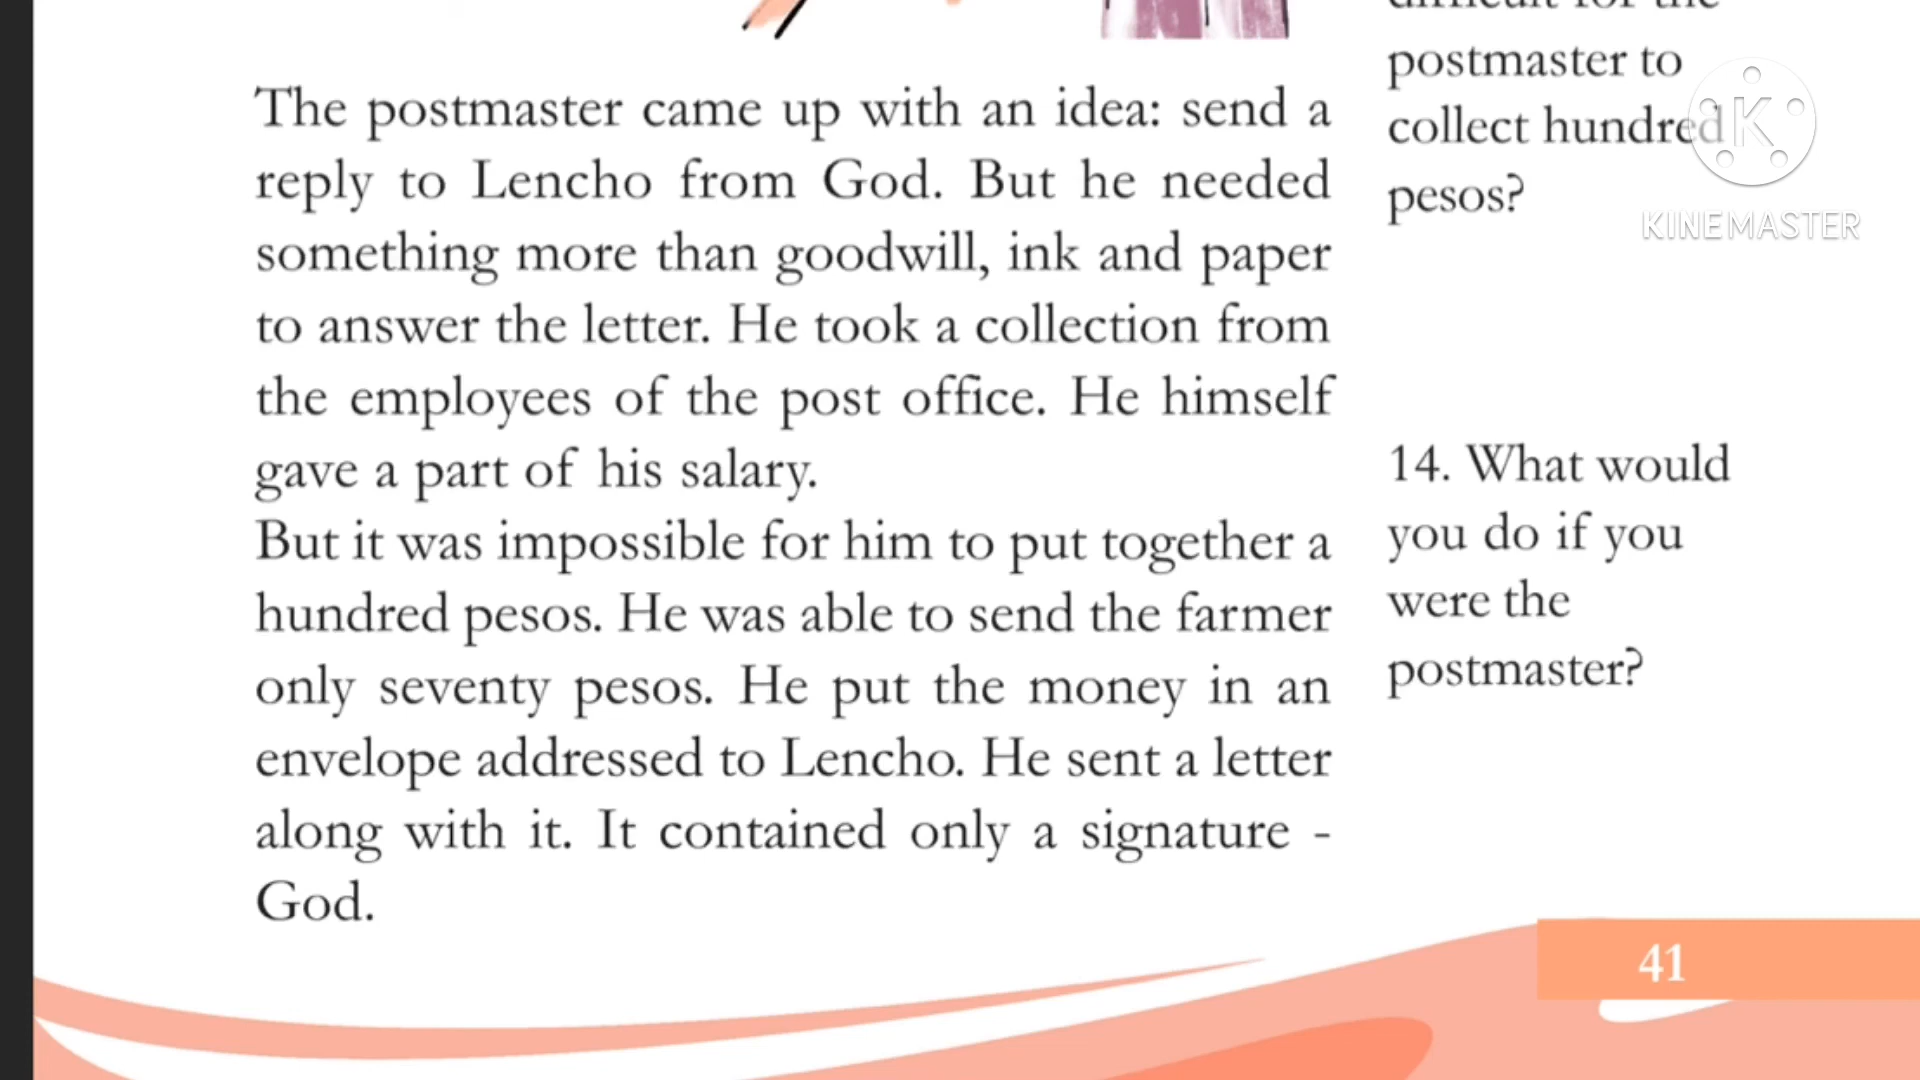 The postmaster came up with an idea: send a
reply to Lencho from God. But he needed
something more than goodwill, ink and paper
to answer the letter. He took a collection from
the employees of the post office. He himself
gave a part of his salary.
But it was impossible for him to put together a
hundred pesos. He was able to send the farmer
only seventy pesos. He put the money in an
envelope addressed to Lencho. He sent a letter
along with it. It contained only a signature -
God.
difficult for the
postmaster to
collect hundred
pesos?
14. What would
you do if you
were the
postmaster?
K
KINEMASTER
41